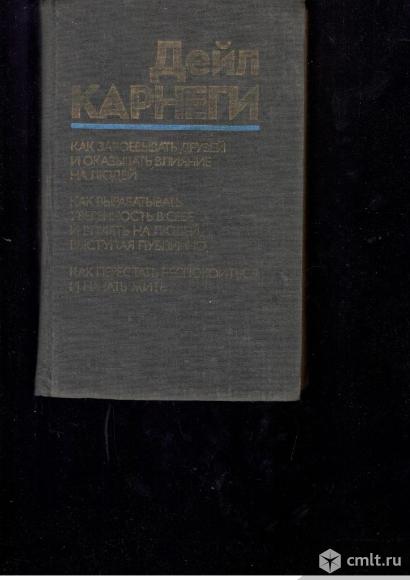 Дейл
КАРНЕГИ
КАК ЗАВОЕВЫВАТЬ ДРУЗЕЙ
И ОКАЗЫВАТЬ ВЛИЯНИЕ
НА ЛЮДЕЙ
КАК ВЫРАБАТЫВАТЬ
УВЕРЕННОСТЬ В СЕБЕ
И ВЛИЯТЬ НА ЛЮДЕЙ,
ВЫСТУПАЯ ПУБЛИЧНО
КАК ПЕРЕСТАТЬ БЕСПОКОИТЬСЯ
И НАЧАТЬ ЖИТЬ
cmlt.ru